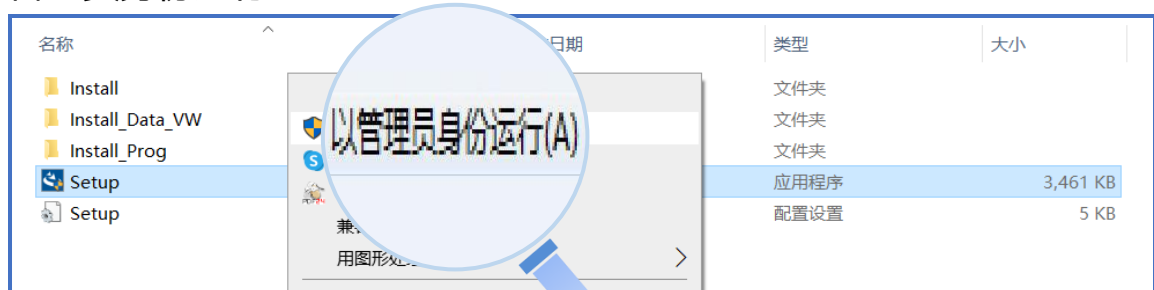 名称 日期 类型 大小
Install 文件夹
Install_Data_VW 文件夹
以管理员身份运行(A)
Install_Prog 文件夹
Setup 应用程序 3,461 KB
Setup 配置设置 5 KB
兼
用图形处